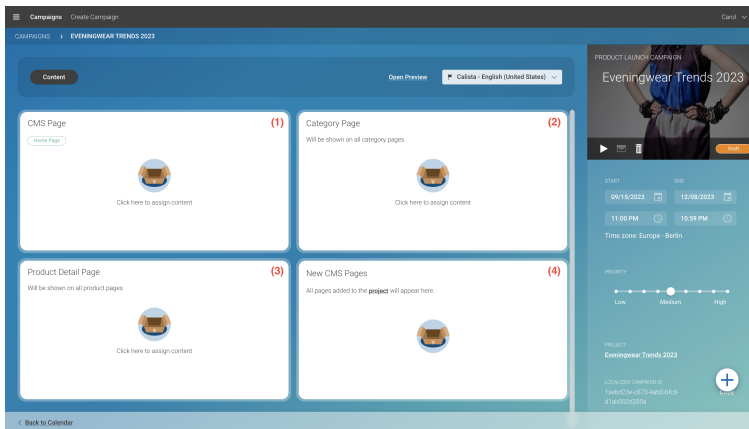 Campaigns Create Campaign Carol
CAMPAIGNS > EVENINGWEAR TRENDS 2023
PRODUCT LAUNCH CAMPAIGN
Eveningwear Trends 2023
Content Open Preview Calista - English (United States)
Draft
CMS Page (1)
Home Page
Click here to assign content
Category Page (2)
Will be shown on all category pages
Click here to assign content
Product Detail Page (3)
Will be shown on all product pages
Click here to assign content
New CMS Pages (4)
All pages added to the project will appear here.
START END
09/15/2023 12/08/2023
11:00 PM 10:59 PM
Time zone: Europe - Berlin
PRIORITY
Low Medium High
PROJECT
Eveningwear Trends 2023
LOCALIZED CAMPAIGN ID
1aebd23e-c873-4ab0-bfc8-
d1ab002d285a
< Back to Calendar